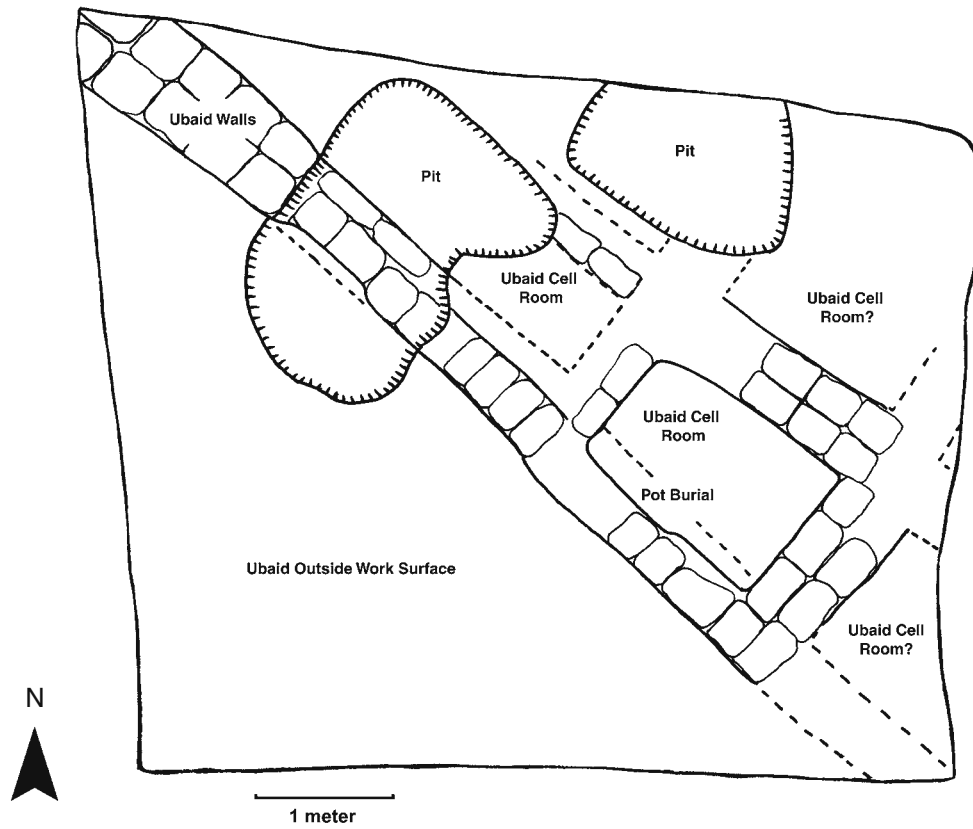 Ubaid Walls
Pit
Pit
Ubaid Cell
Room
Ubaid Cell
Room?
Ubaid Cell
Room
Pot Burial
Ubaid Outside Work Surface
Ubaid Cell
Room?
N
1 meter